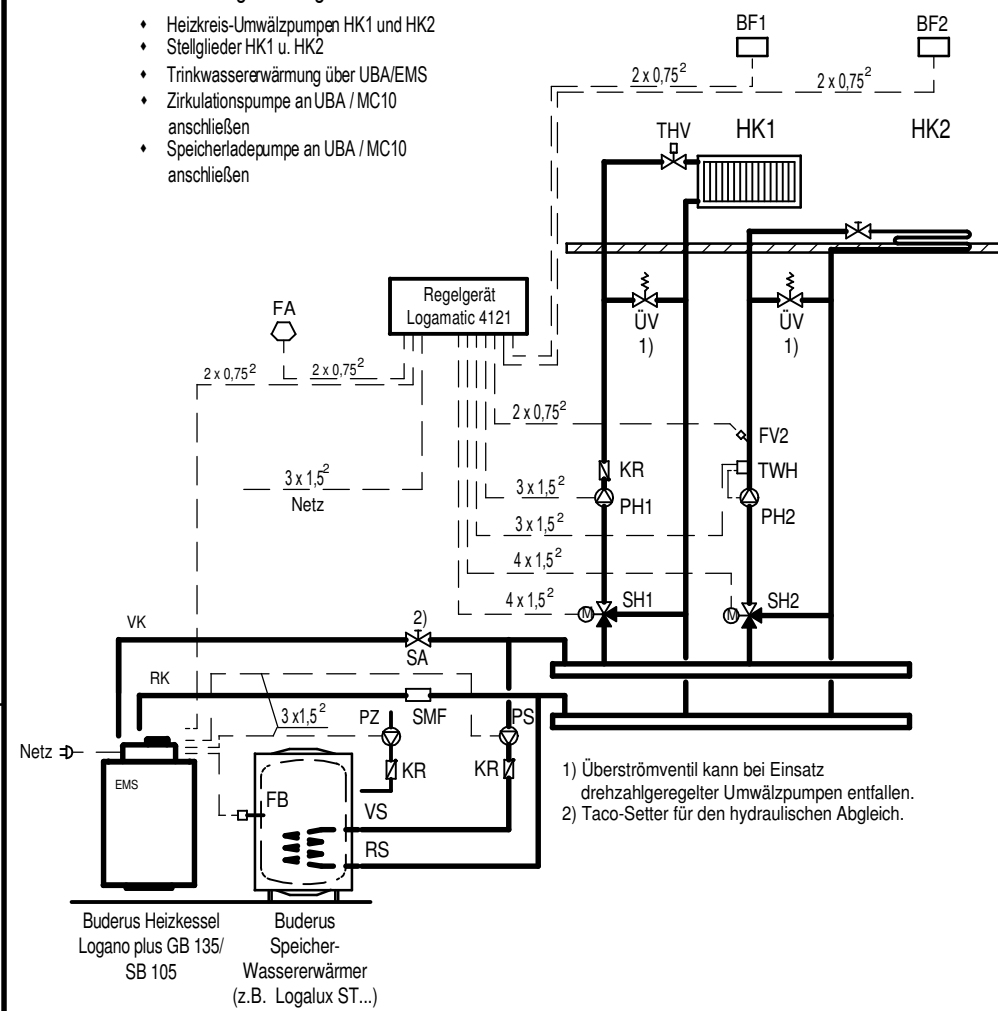 ♦ Heizkreis-Umwälzpumpen HK1 und HK2
♦ Stellglieder HK1 u. HK2
♦ Trinkwassererwärmung über UBA/EMS
♦ Zirkulationspumpe an UBA / MC10
anschließen
♦ Speicherladepumpe an UBA / MC10
anschließen
BF1
BF2
2 x 0,75²
2 x 0,75²
THV
HK1
HK2
Regelgerät
Logamatic 4121
FA
ÜV
1)
ÜV
1)
2 x 0,75²
2 x 0,75²
2 x 0,75²
FV2
KR
TWH
3 x 1,5²
Netz
3 x 1,5²
PH1
PH2
3 x 1,5²
4 x 1,5²
4 x 1,5²
M
SH1
M
SH2
VK
2)
SA
RK
3 x1,5²
PZ
SMF
PS
Netz
KR
KR
EMS
FB
VS
RS
1) Überströmventil kann bei Einsatz
drehzahlgeregelter Umwälzpumpen entfallen.
2) Taco-Setter für den hydraulischen Abgleich.
Buderus Heizkessel
Logano plus GB 135/
SB 105
Buderus
Speicher-
Wassererwärmer
(z.B. Logalux ST...)